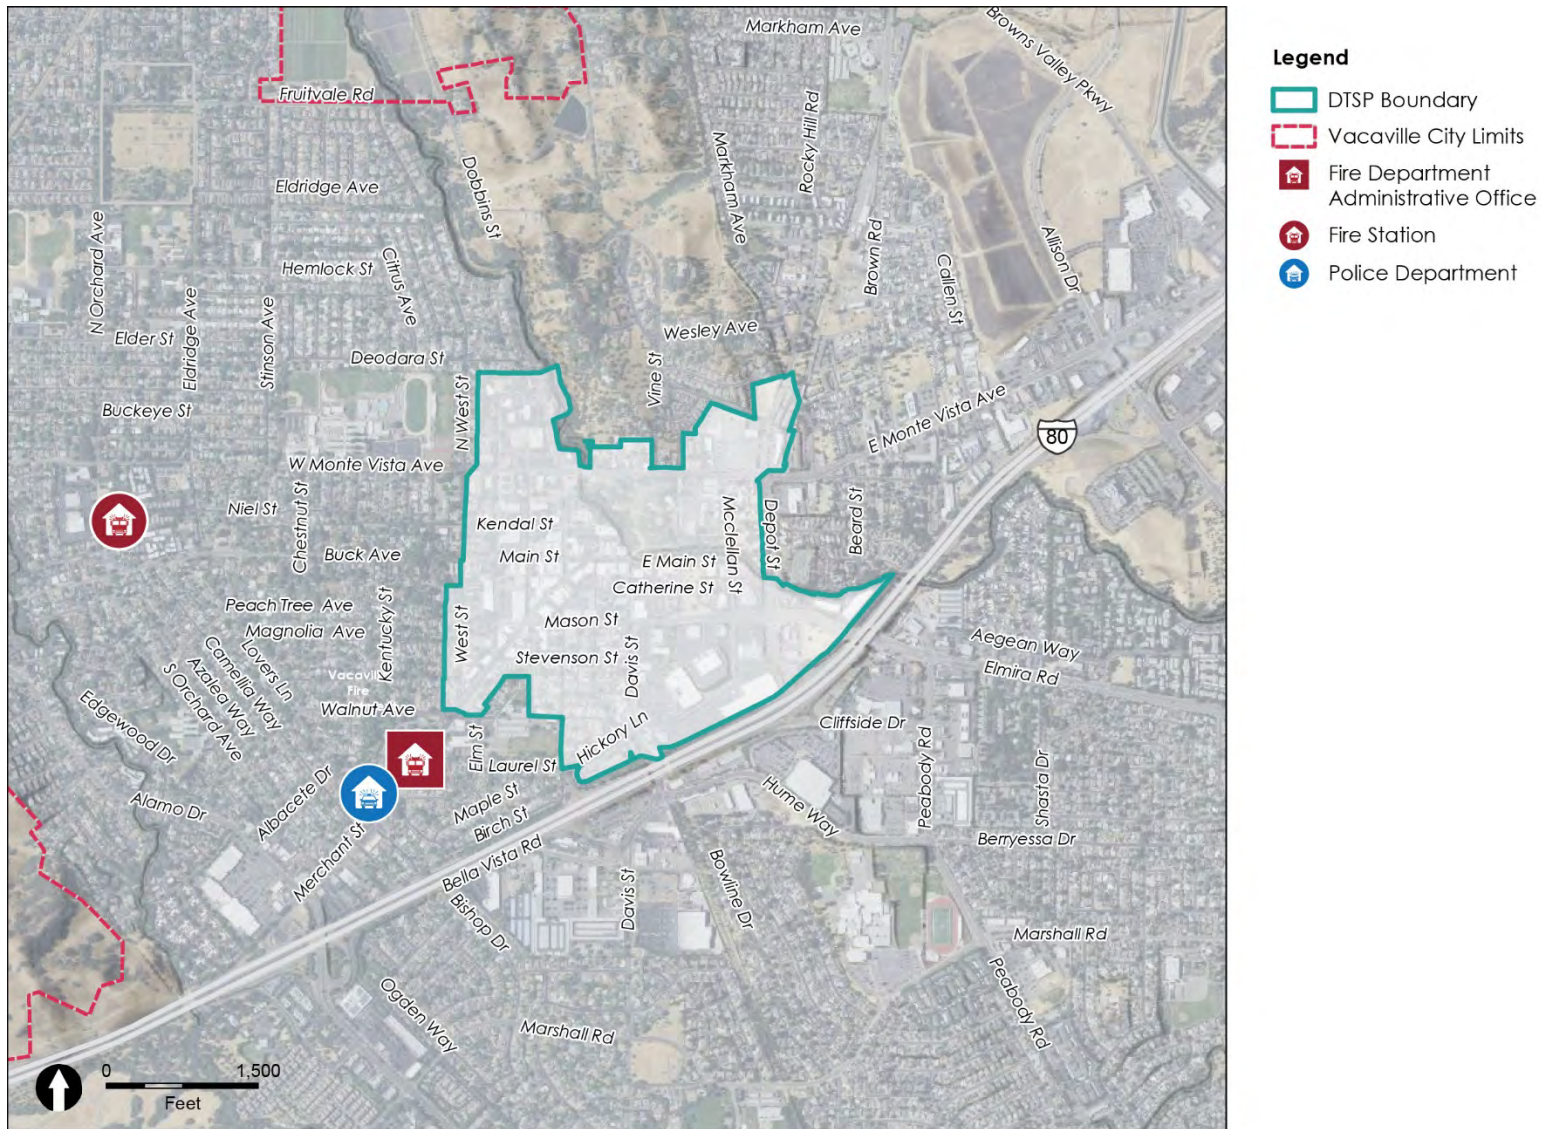 Markham Ave
Browns Valley Pkwy
Fruitvale Rd
Rocky Hill Rd
Markham Ave
Dobbins St
Eldridge Ave
N Orchard Ave
Hemlock St
Citrus Ave
Brown Rd
Callen St
Allison Dr
Elder St
Eldridge Ave
Stinson Ave
Wesley Ave
Deodara St
Vine St
N West St
Buckeye St
E Monte Vista Ave
80
W Monte Vista Ave
Niel St
Chestnut St
Kendal St
Mcclellan St
Depot St
Beard St
Buck Ave
Main St
E Main St
Catherine St
Peach Tree Ave
Kentucky St
West St
Mason St
Magnolia Ave
Lovers Ln
Camellia Way
Azalea Way
S Orchard Ave
Stevenson St
Davis St
Aegean Way
Elmira Rd
Vacaville
Fire
Walnut Ave
Edgewood Dr
Elm St
Hickory Ln
Cliffside Dr
Laurel St
Peabody Rd
Shasta Dr
Alamo Dr
Albacete Dr
Maple St
Hume Way
Birch St
Merchant St
Bella Vista Rd
Berryessa Dr
Bishop Dr
Davis St
Bowline Dr
Marshall Rd
Peabody Rd
Ogden Way
Marshall Rd
0 1,500
Feet
Legend
DTSP Boundary
Vacaville City Limits
Fire Department
Administrative Office
Fire Station
Police Department